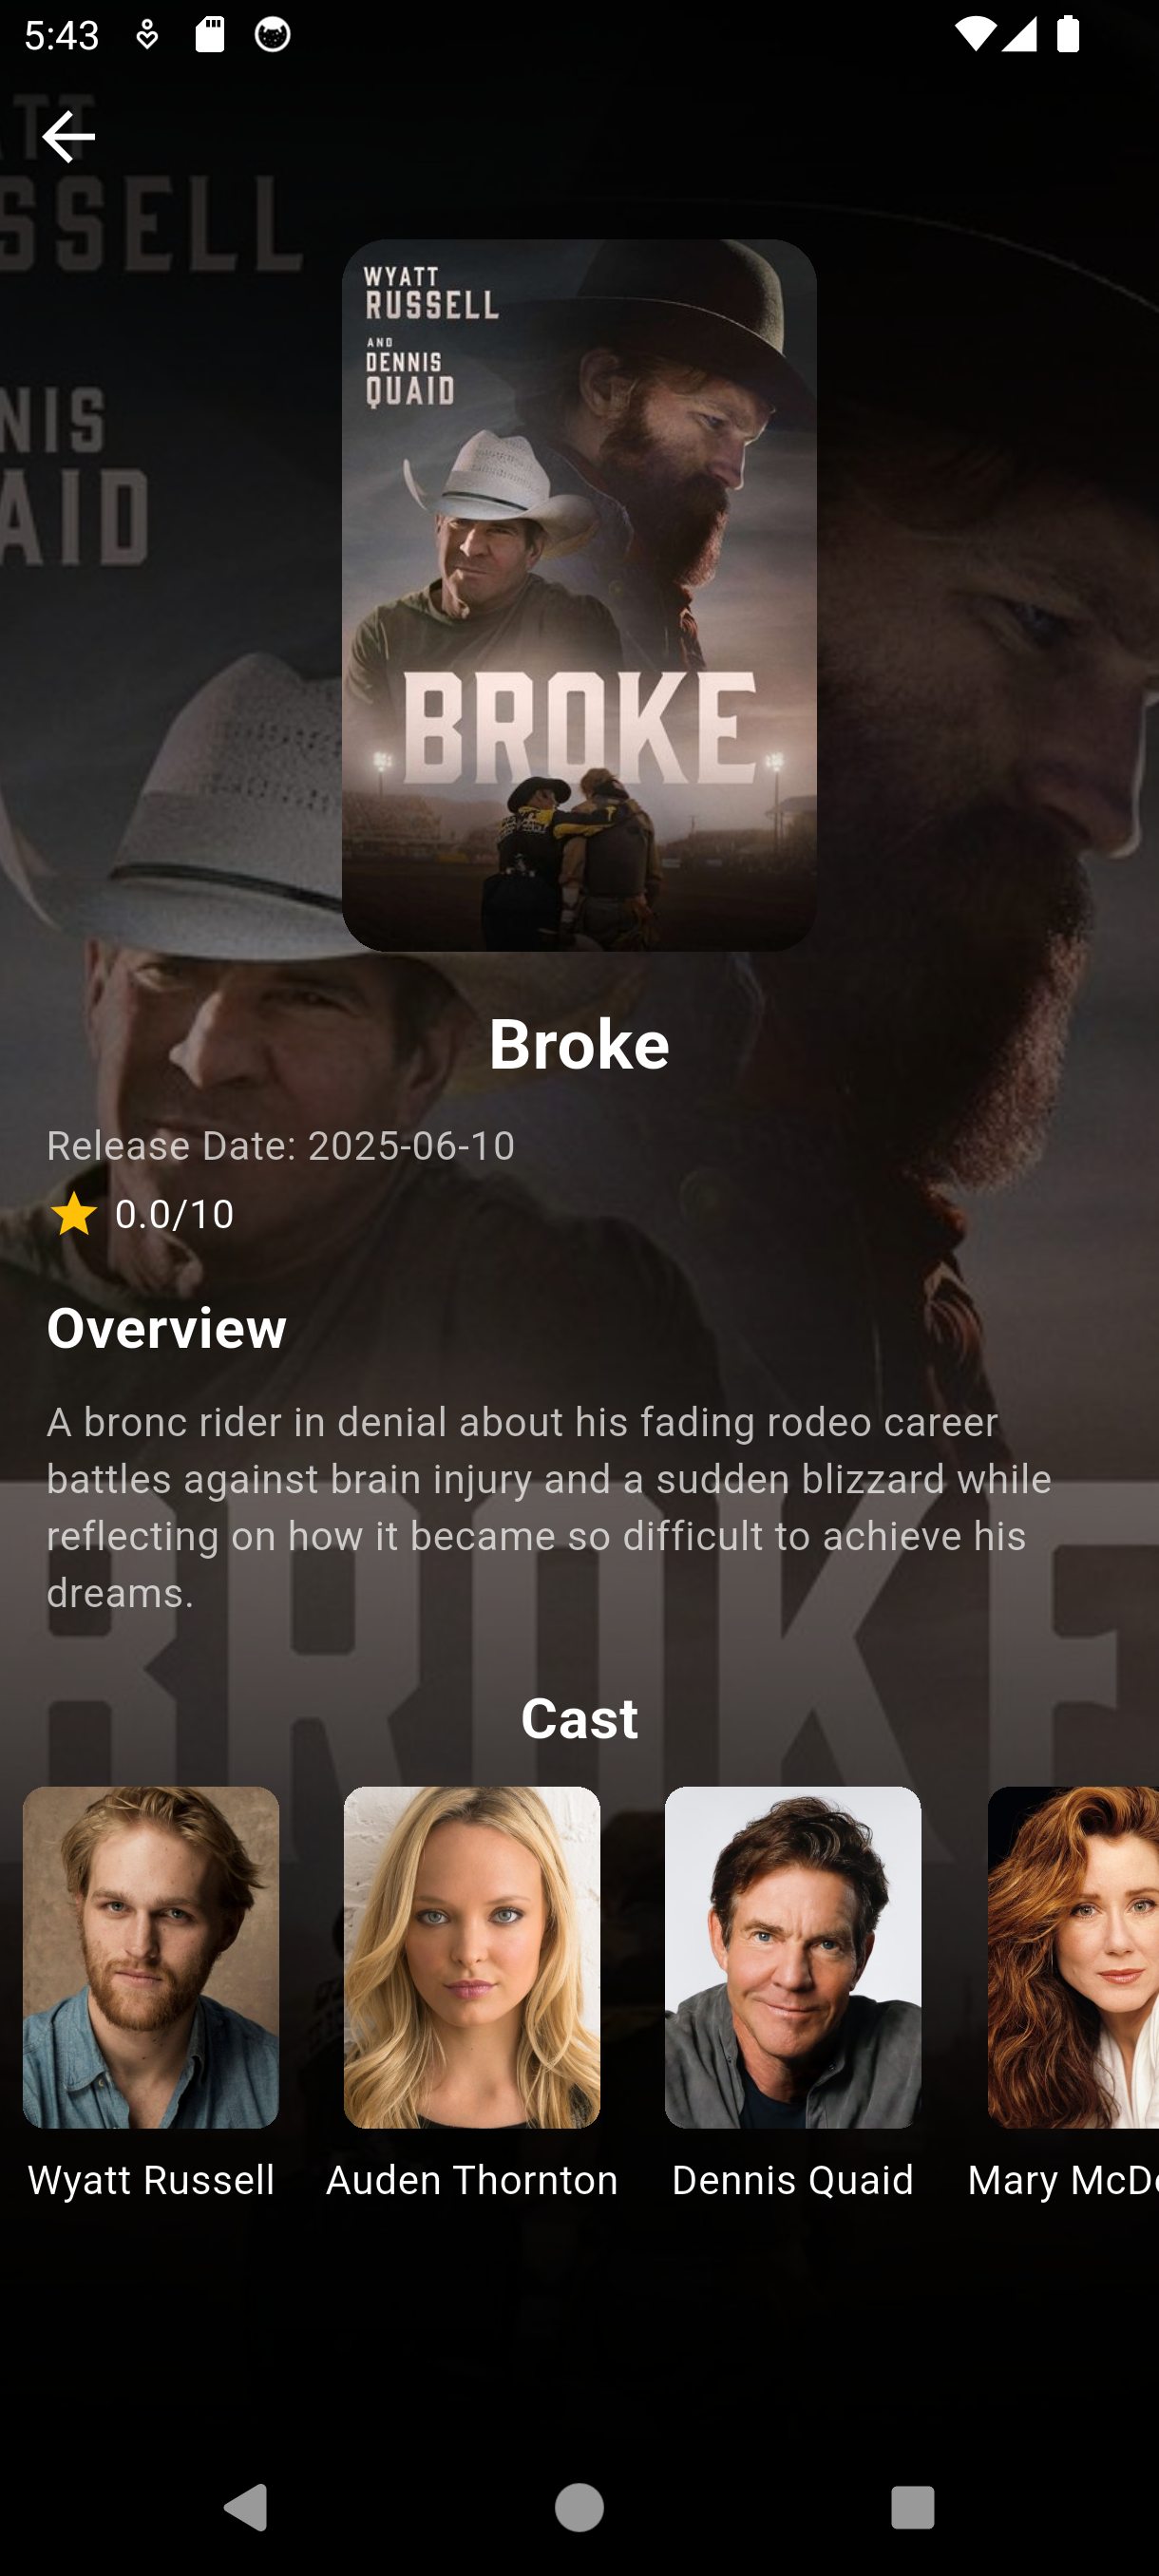 5:43
WYATT
RUSSELL
AND
DENNIS
QUAID
BROKE
Broke
Release Date: 2025-06-10
0.0/10
Overview
A bronc rider in denial about his fading rodeo career
battles against brain injury and a sudden blizzard while
reflecting on how it became so difficult to achieve his
dreams.
Cast
Wyatt Russell
Auden Thornton
Dennis Quaid
Mary McD